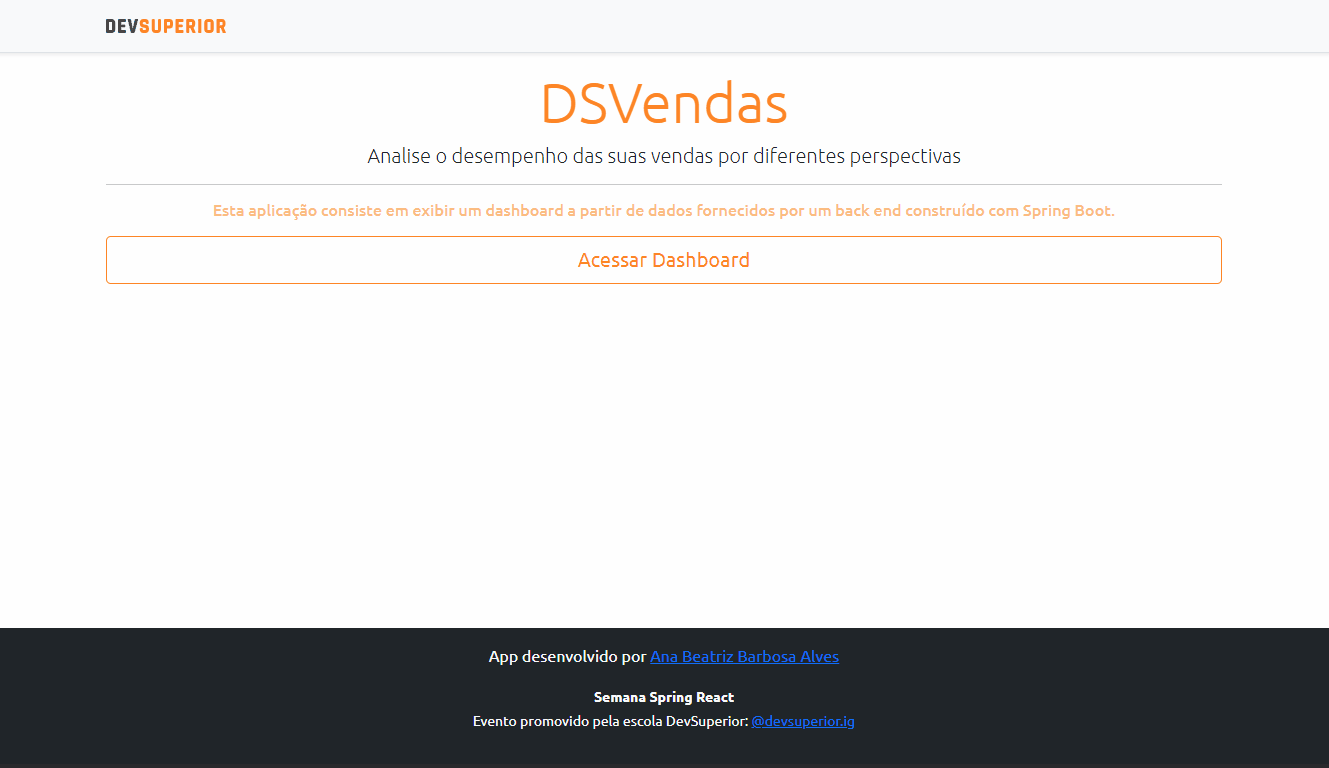 DEVSUPERIOR
DSVendas
Analise o desempenho das suas vendas por diferentes perspectivas
Esta aplicação consiste em exibir um dashboard a partir de dados fornecidos por um back end construído com Spring Boot.
Acessar Dashboard
App desenvolvido por Ana Beatriz Barbosa Alves
Semana Spring React
Evento promovido pela escola DevSuperior: @devsuperior.ig